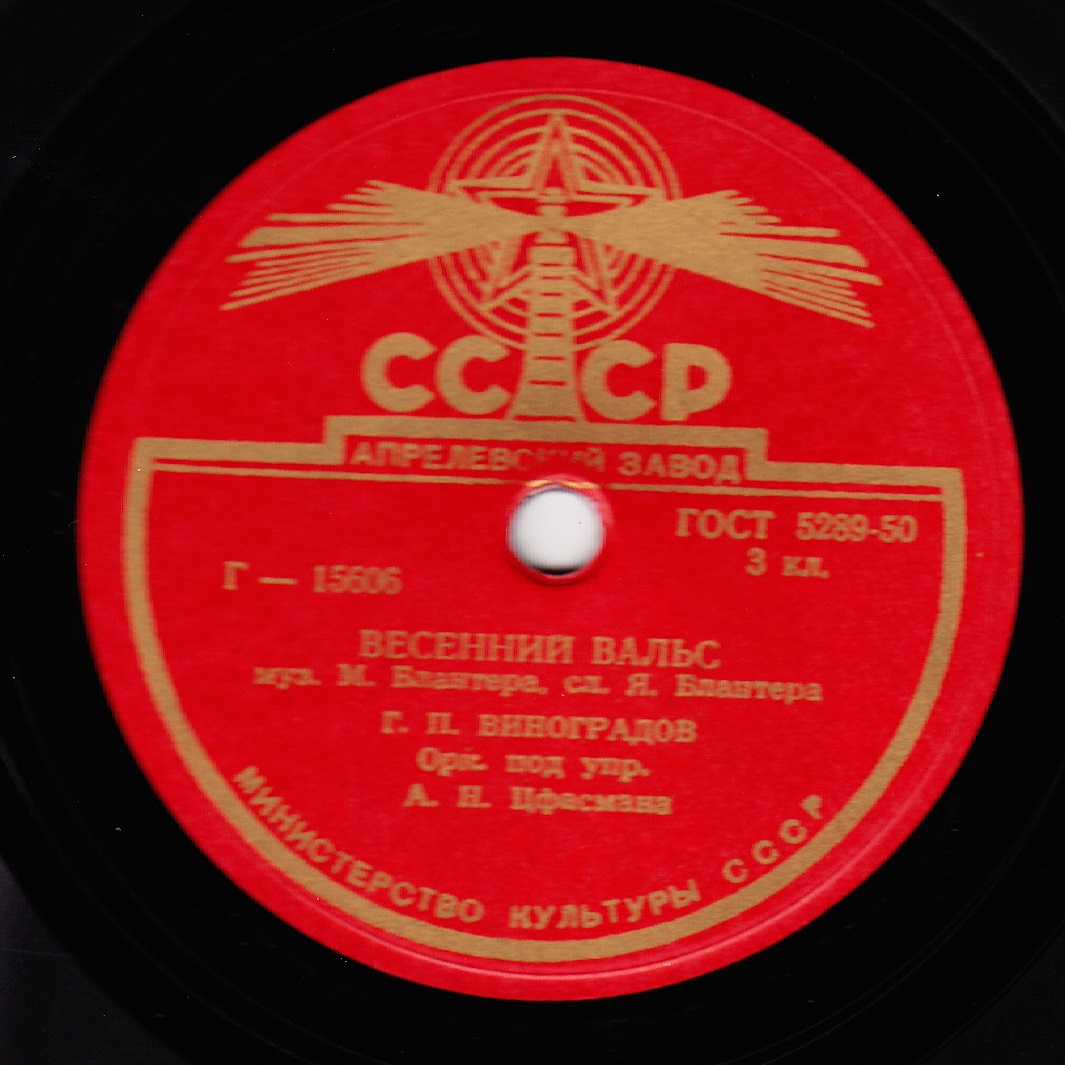 СССР
АПРЕЛЕВСКИЙ ЗАВОД
ГОСТ 5289-50
3 кл.
Г — 15606
ВЕСЕННИЙ ВАЛЬС
муз. М. Блантера, сл. Я. Блантера
Г. П. ВИНОГРАДОВ
Орк. под упр.
А. Н. Цфасмана
МИНИСТЕРСТВО КУЛЬТУРЫ СССР